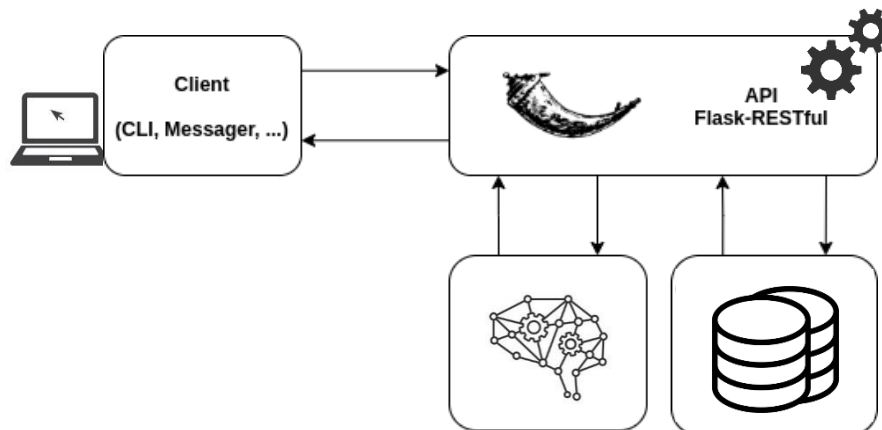 Client
(CLI, Messager, ...)
API
Flask-RESTful